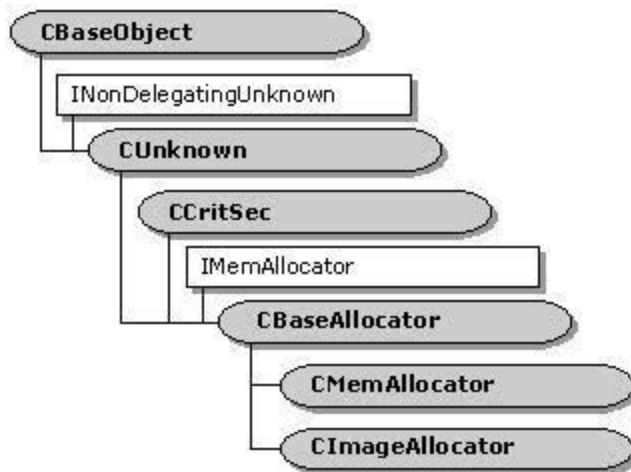 CBaseObject
INonDelegatingUnknown
CUnknown
CCritSec
IMemAllocator
CBaseAllocator
CMemAllocator
CImageAllocator